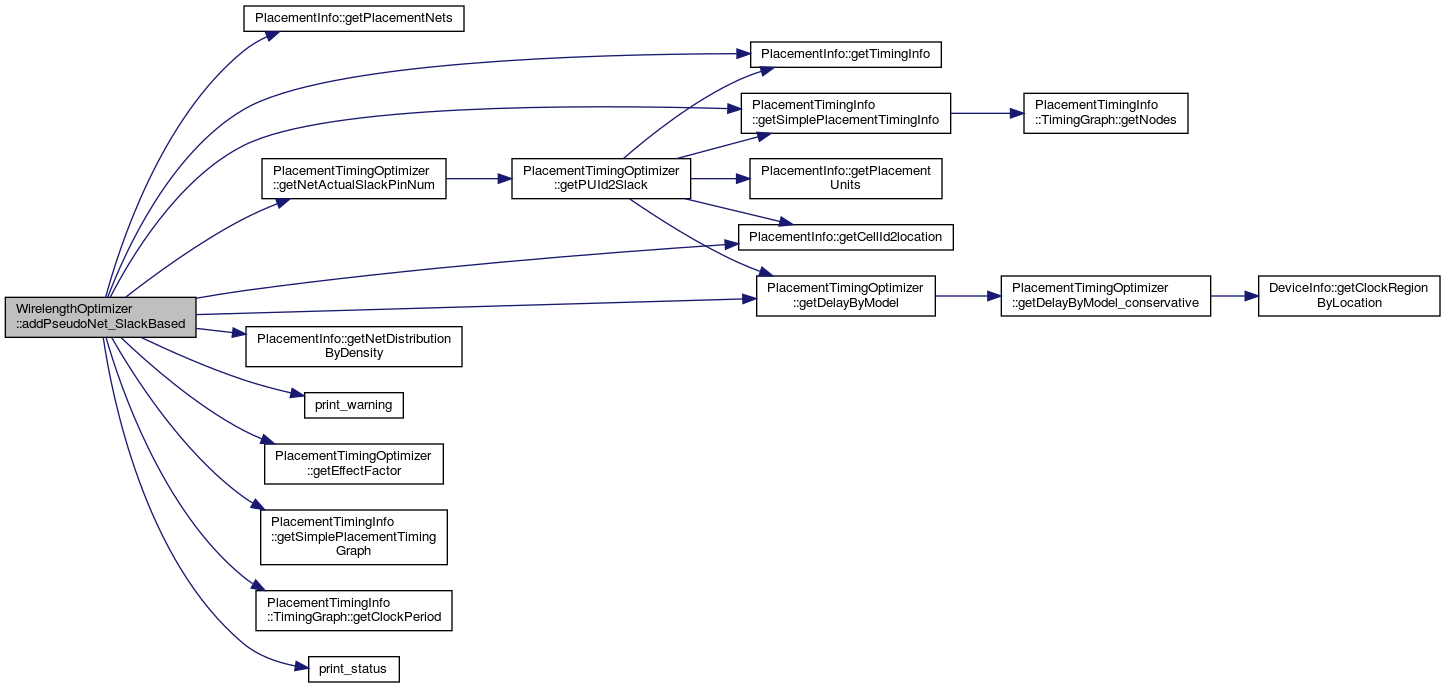 PlacementInfo::getPlacementNets
PlacementInfo::getTimingInfo
PlacementTimingInfo
::getSimplePlacementTimingInfo
PlacementTimingInfo
::TimingGraph::getNodes
PlacementTimingOptimizer
::getNetActualSlackPinNum
PlacementTimingOptimizer
::getPUId2Slack
PlacementInfo::getPlacement
Units
PlacementInfo::getCellId2location
WirelengthOptimizer
::addPseudoNet_SlackBased
PlacementTimingOptimizer
::getDelayByModel
PlacementTimingOptimizer
::getDelayByModel_conservative
DeviceInfo::getClockRegion
ByLocation
PlacementInfo::getNetDistribution
ByDensity
print_warning
PlacementTimingOptimizer
::getEffectFactor
PlacementTimingInfo
::getSimplePlacementTiming
Graph
PlacementTimingInfo
::TimingGraph::getClockPeriod
print_status